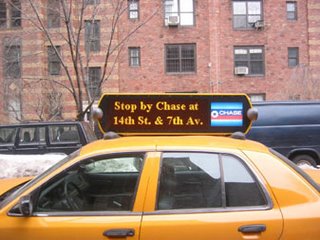 Stop by Chase at
14th St. & 7th Av.
CHASE